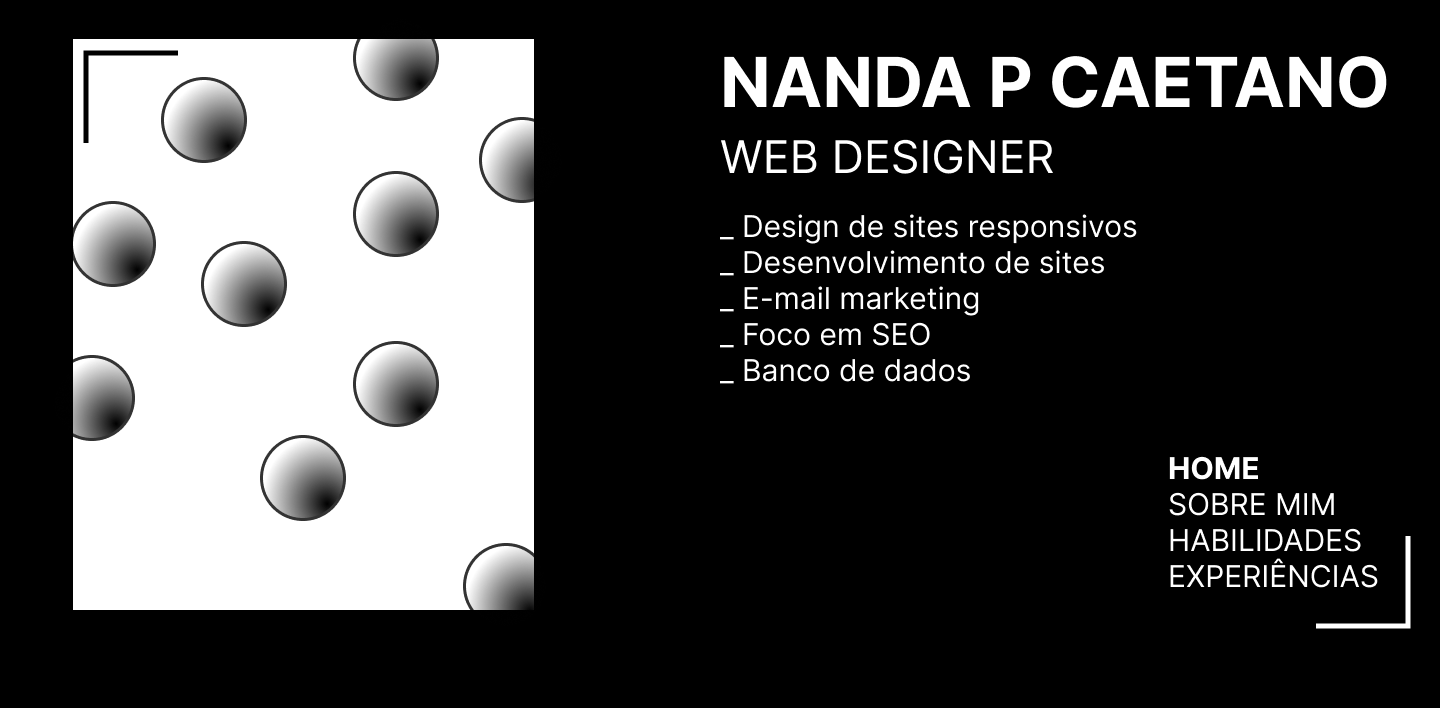 NANDA P CAETANO
WEB DESIGNER
_ Design de sites responsivos
_ Desenvolvimento de sites
_ E-mail marketing
_ Foco em SEO
_ Banco de dados
HOME
SOBRE MIM
HABILIDADES
EXPERIÊNCIAS